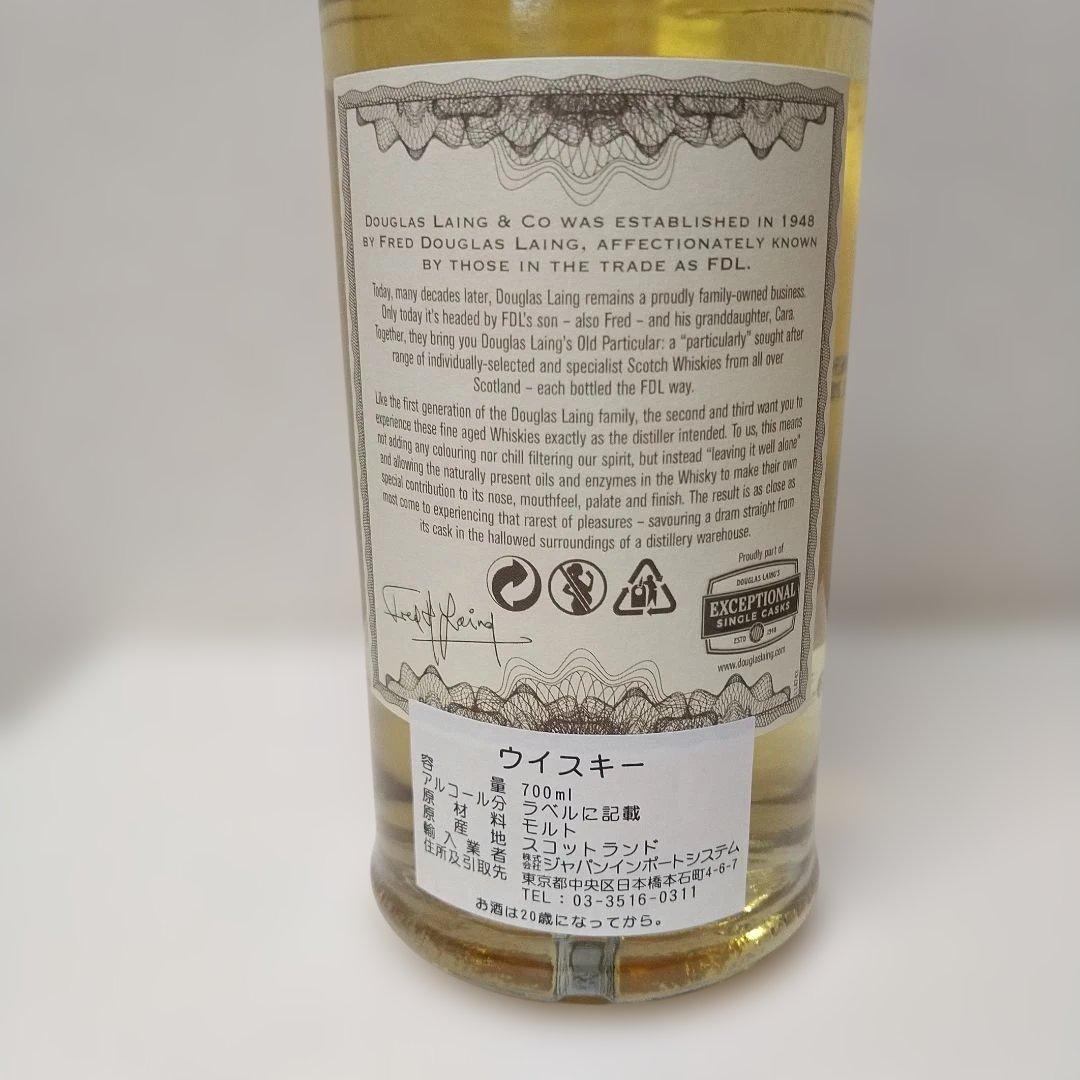 DOUGLAS LAING & CO WAS ESTABLISHED IN 1948
BY FRED DOUGLAS LAING, AFFECTIONATELY KNOWN
BY THOSE IN THE TRADE AS FDL.
Today, many decades later, Douglas Laing remains a proudly family-owned business.
Only today it's headed by FDL's son – also Fred – and his granddaughter, Cara.
Together, they bring you Douglas Laing's Old Particular: a "particularly" sought after
range of individually-selected and specialist Scotch Whiskies from all over
Scotland – each bottled the FDL way.
Like the first generation of the Douglas Laing family, the second and third want you to
experience these fine aged Whiskies exactly as the distiller intended. To us, this means
not adding any colouring nor chill filtering our spirit, but instead "leaving it well alone"
and allowing the naturally present oils and enzymes in the Whisky to make their own
special contribution to its nose, mouthfeel, palate and finish. The result is as close as
most come to experiencing that rarest of pleasures – savouring a dram straight from
its cask in the hallowed surroundings of a distillery warehouse.
Fred H Laing
Proudly part of
DOUGLAS LAING'S
EXCEPTIONAL
SINGLE CASKS
ESTD 1948
www.douglaslaing.com
ウイスキー
容量 700ml
アルコール分 ラベルに記載
原材料 モルト
原産地 スコットランド
輸入業者 株式会社ジャパンインポートシステム
住所及引取先 東京都中央区日本橋本石町4-6-7
TEL：03-3516-0311
お酒は20歳になってから。